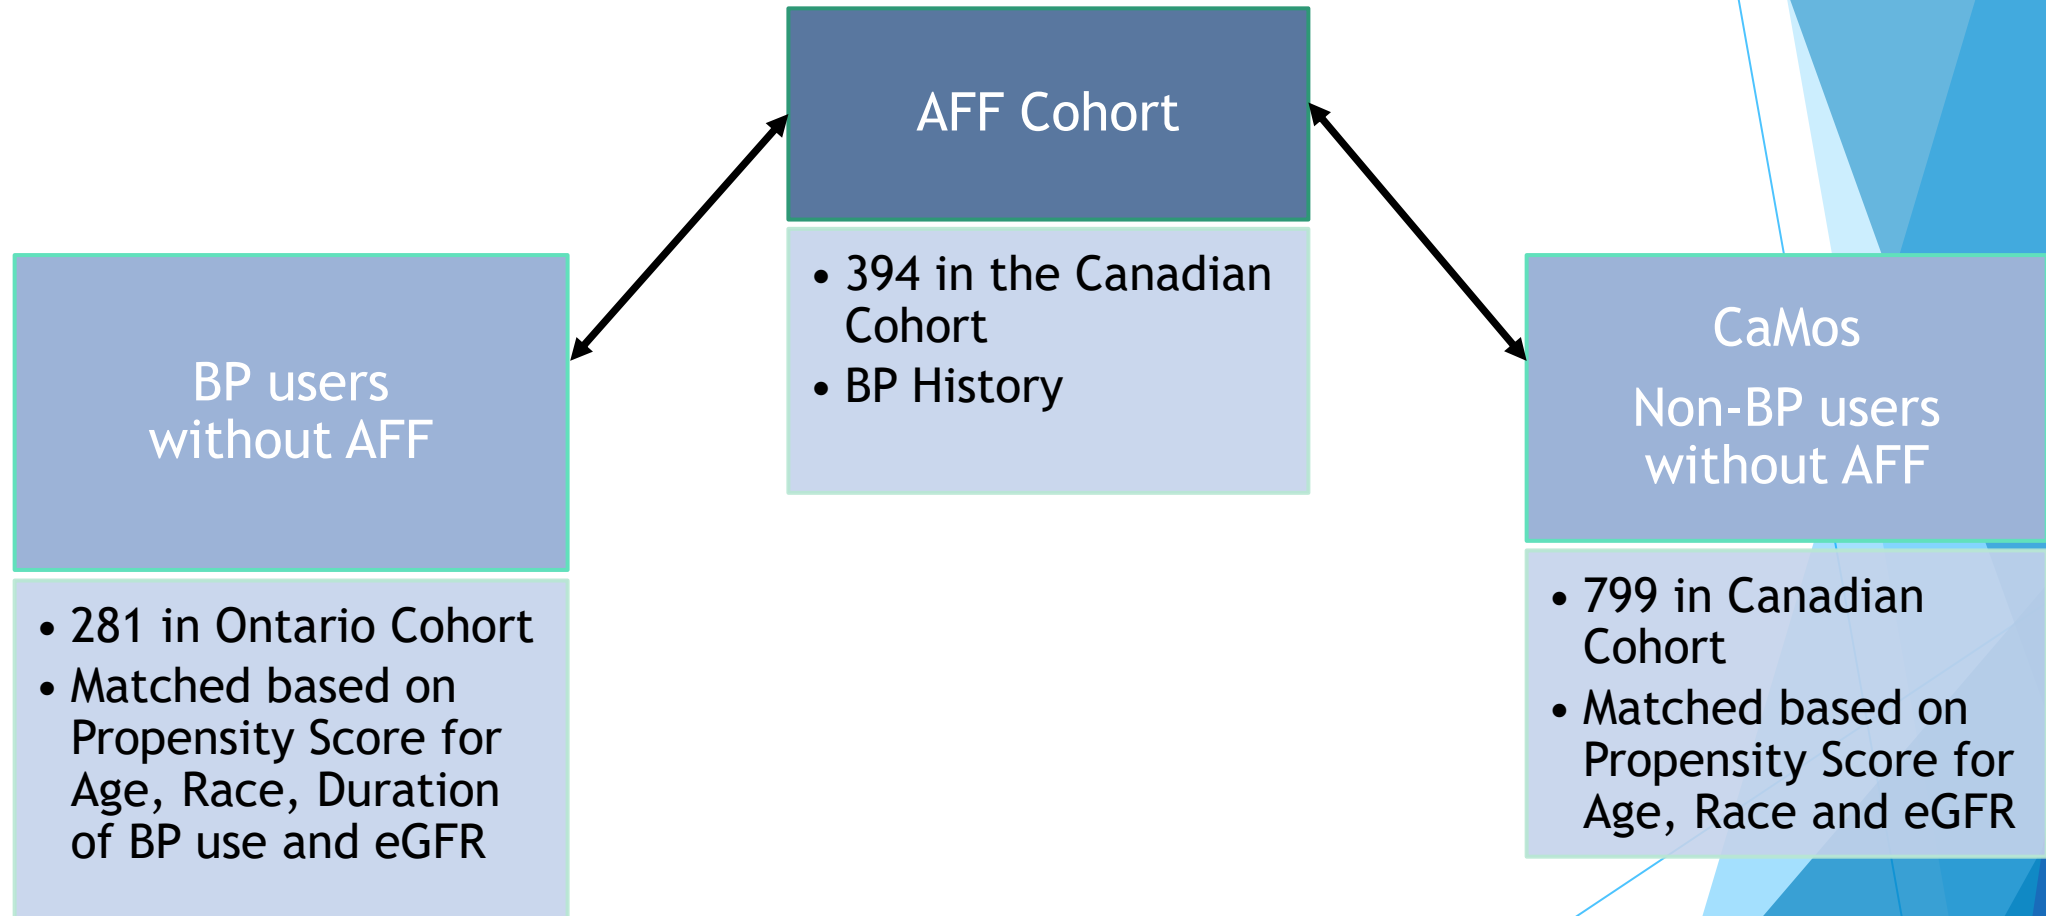 AFF Cohort
• 394 in the Canadian
Cohort
• BP History
BP users
without AFF
• 281 in Ontario Cohort
• Matched based on
Propensity Score for
Age, Race, Duration
of BP use and eGFR
CaMos
Non-BP users
without AFF
• 799 in Canadian
Cohort
• Matched based on
Propensity Score for
Age, Race and eGFR